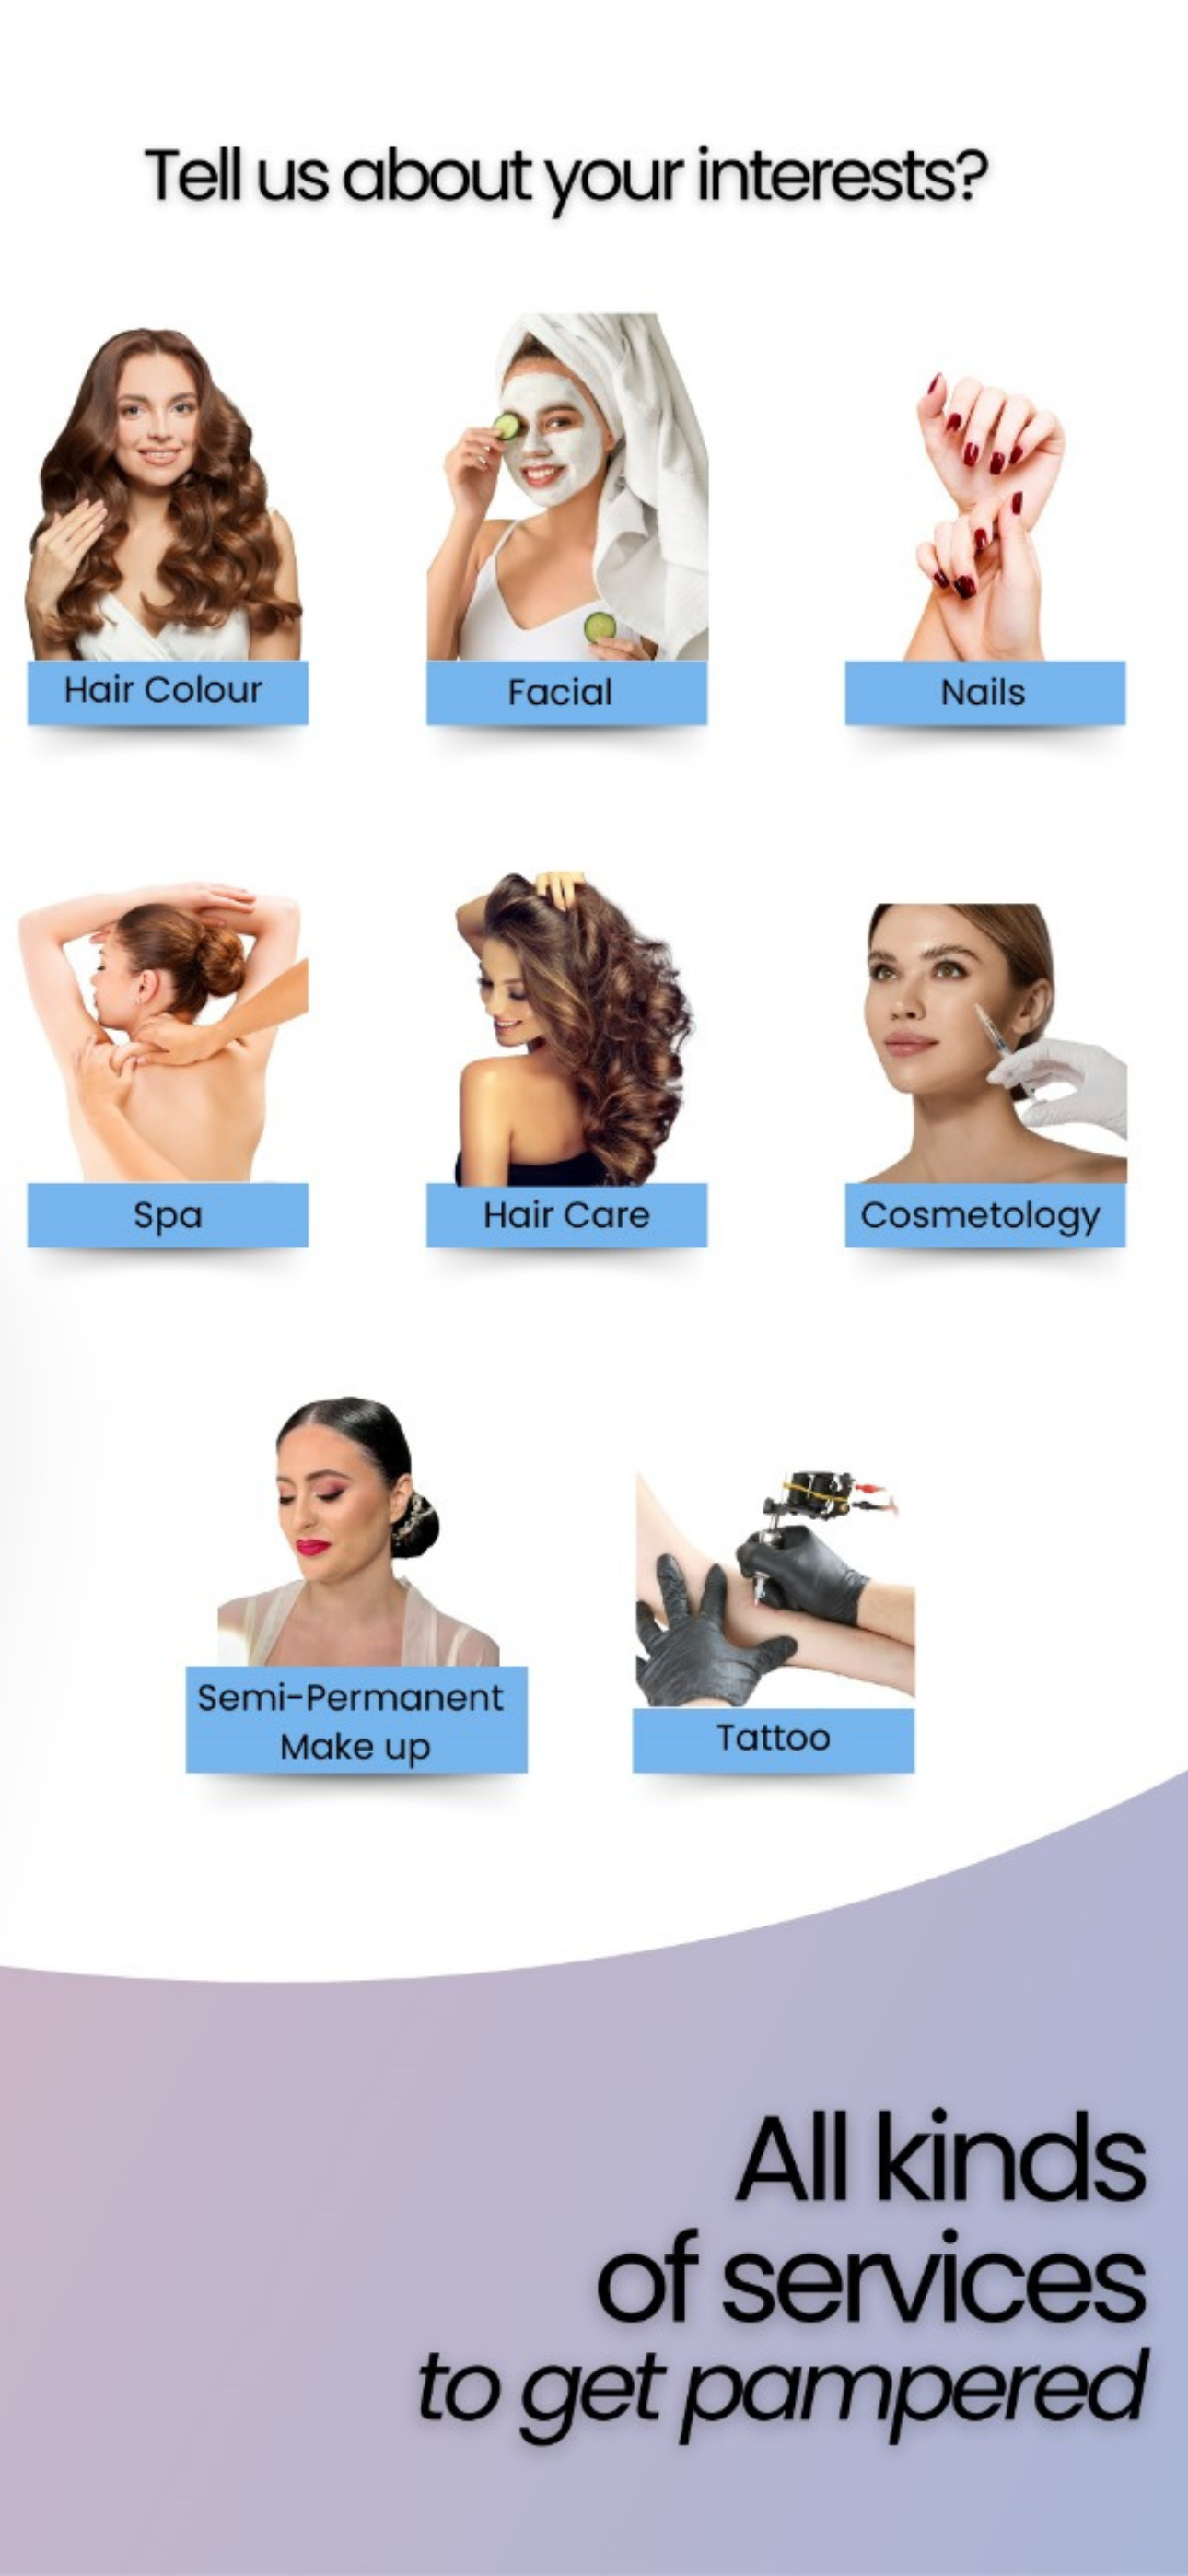 Tell us about your interests?
Hair Colour
Facial
Nails
Spa
Hair Care
Cosmetology
Semi-Permanent
Make up
Tattoo
All kinds
of services
to get pampered